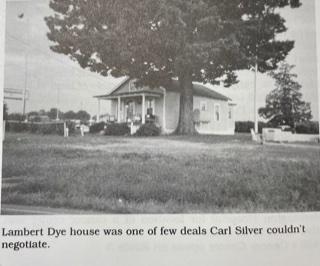 Lambert Dye house was one of few deals Carl Silver couldn't
negotiate.